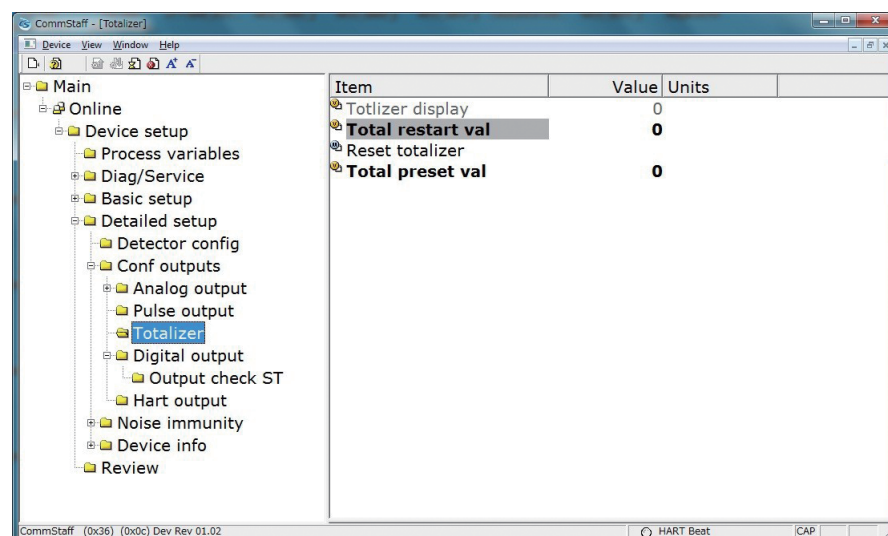 CommStaff - [Totalizer]
Device View Window Help
Main
Online
Device setup
Process variables
Diag/Service
Basic setup
Detailed setup
Detector config
Conf outputs
Analog output
Pulse output
Totalizer
Digital output
Output check ST
Hart output
Noise immunity
Device info
Review
Item Value Units
Totlizer display 0
Total restart val 0
Reset totalizer
Total preset val 0
CommStaff (0x36) (0x0c) Dev Rev 01.02 HART Beat CAP